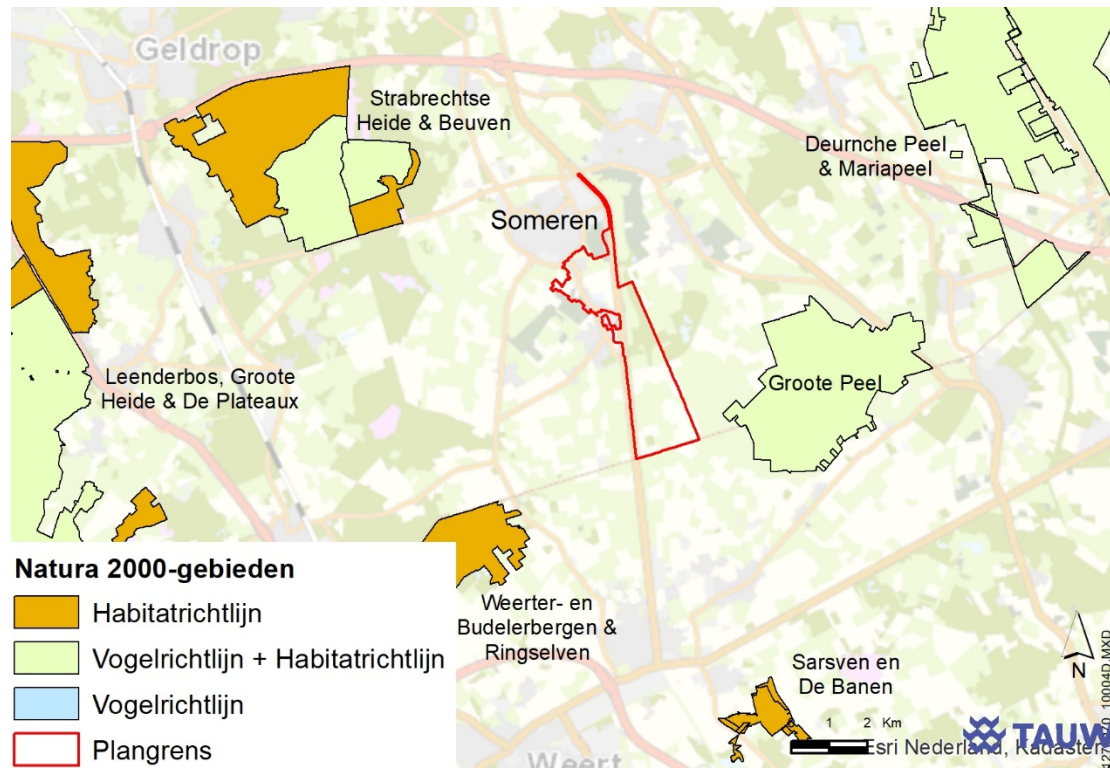 Geldrop
Strabrechtse
Heide & Beuven
Deurnche Peel
& Mariapeel
Someren
Leenderbos, Groote
Heide & De Plateaux
Groote Peel
Natura 2000-gebieden
Habitatrichtlijn
Vogelrichtlijn + Habitatrichtlijn
Vogelrichtlijn
Plangrens
Weerter- en
Budelerbergen &
Ringselven
Sarsven en
De Banen
N
1 2 Km
TAUW
Esri Nederland, Kadaster
Weert
10004D.MXD